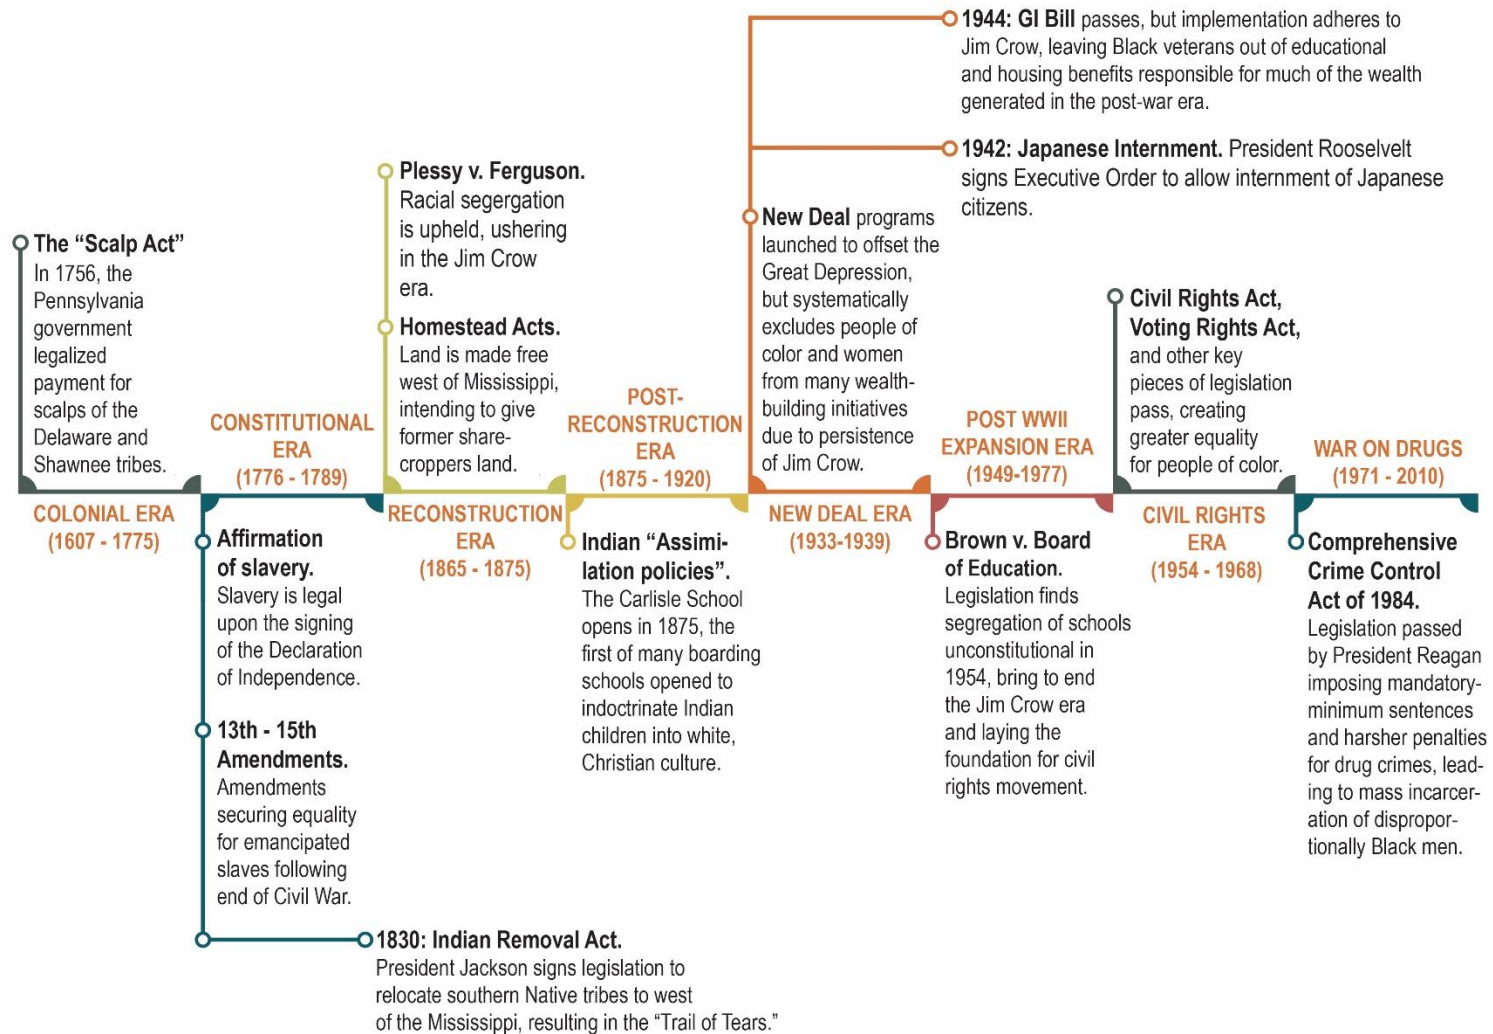 The “Scalp Act”
In 1756, the
Pennsylvania
government
legalized
payment for
scalps of the
Delaware and
Shawnee tribes.
COLONIAL ERA
(1607 - 1775)
CONSTITUTIONAL
ERA
(1776 - 1789)
Affirmation
of slavery.
Slavery is legal
upon the signing
of the Declaration
of Independence.
13th - 15th
Amendments.
Amendments
securing equality
for emancipated
slaves following
end of Civil War.
1830: Indian Removal Act.
President Jackson signs legislation to
relocate southern Native tribes to west
of the Mississippi, resulting in the “Trail of Tears.”
Plessy v. Ferguson.
Racial segergation
is upheld, ushering
in the Jim Crow
era.
Homestead Acts.
Land is made free
west of Mississippi,
intending to give
former share-
croppers land.
RECONSTRUCTION
ERA
(1865 - 1875)
POST-
RECONSTRUCTION
ERA
(1875 - 1920)
Indian “Assimi-
lation policies”.
The Carlisle School
opens in 1875, the
first of many boarding
schools opened to
indoctrinate Indian
children into white,
Christian culture.
1944: GI Bill passes, but implementation adheres to
Jim Crow, leaving Black veterans out of educational
and housing benefits responsible for much of the wealth
generated in the post-war era.
1942: Japanese Internment. President Rooselvelt
signs Executive Order to allow internment of Japanese
citizens.
New Deal programs
launched to offset the
Great Depression,
but systematically
excludes people of
color and women
from many wealth-
building initiatives
due to persistence
of Jim Crow.
NEW DEAL ERA
(1933-1939)
POST WWII
EXPANSION ERA
(1949-1977)
Brown v. Board
of Education.
Legislation finds
segregation of schools
unconstitutional in
1954, bring to end
the Jim Crow era
and laying the
foundation for civil
rights movement.
Civil Rights Act,
Voting Rights Act,
and other key
pieces of legislation
pass, creating
greater equality
for people of color.
CIVIL RIGHTS
ERA
(1954 - 1968)
WAR ON DRUGS
(1971 - 2010)
Comprehensive
Crime Control
Act of 1984.
Legislation passed
by President Reagan
imposing mandatory-
minimum sentences
and harsher penalties
for drug crimes, lead-
ing to mass incarcer-
ation of dispropor-
tionally Black men.